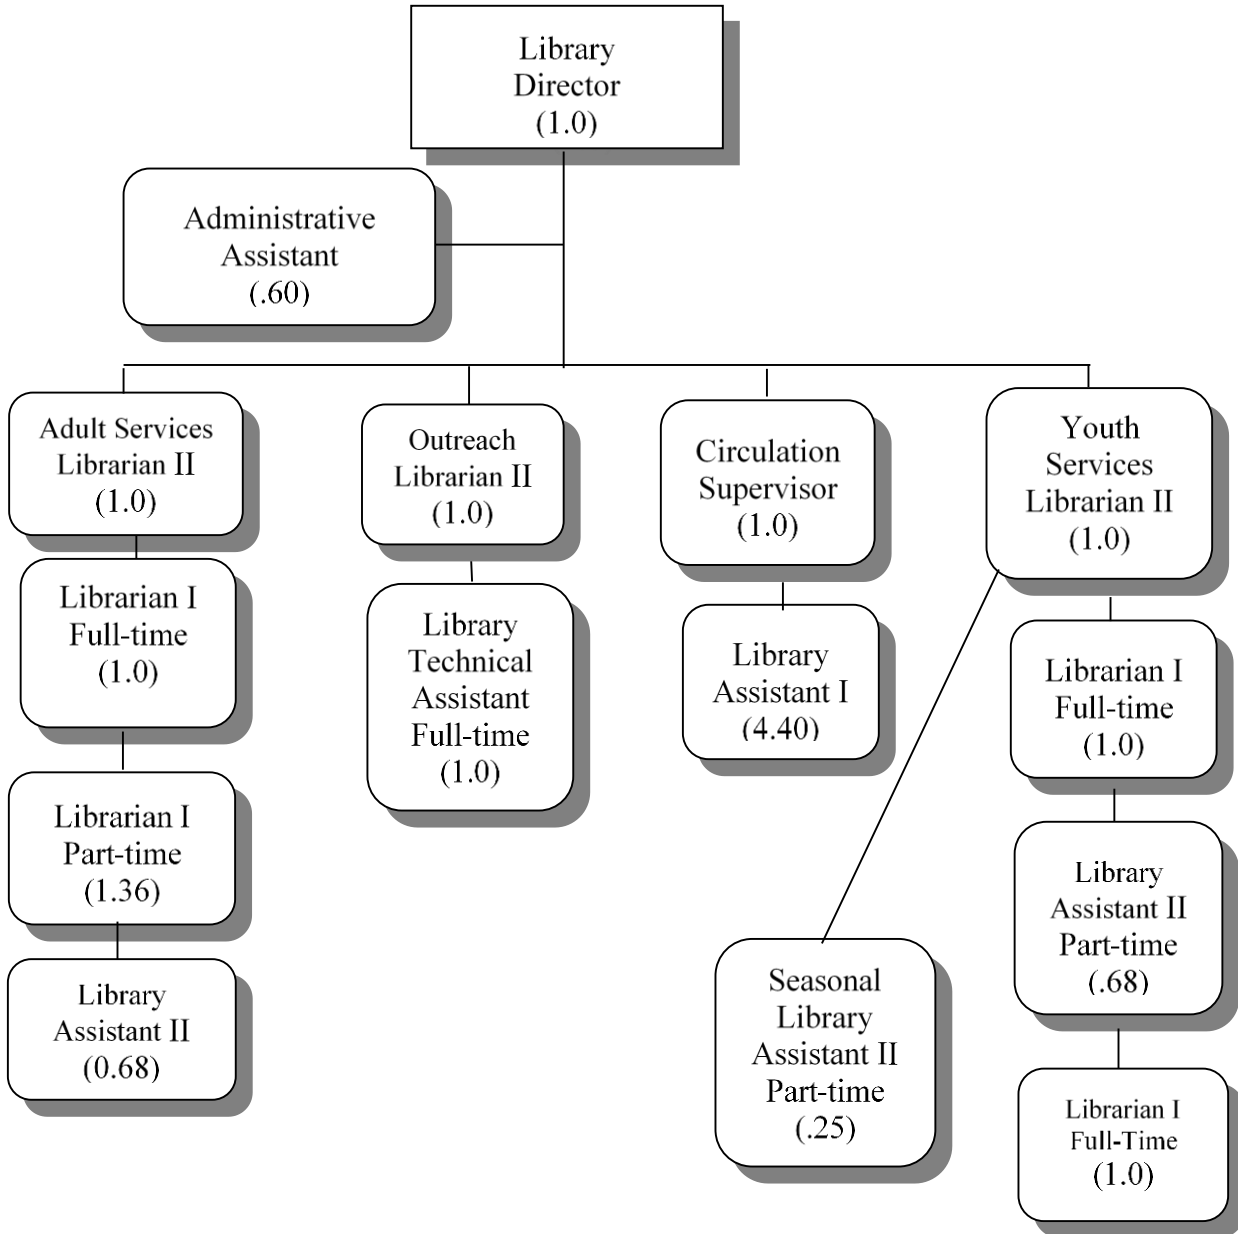 Library
Director
(1.0)
Administrative
Assistant
(.60)
Adult Services
Librarian II
(1.0)
Librarian I
Full-time
(1.0)
Librarian I
Part-time
(1.36)
Library
Assistant II
(0.68)
Outreach
Librarian II
(1.0)
Library
Technical
Assistant
Full-time
(1.0)
Circulation
Supervisor
(1.0)
Library
Assistant I
(4.40)
Youth
Services
Librarian II
(1.0)
Seasonal
Library
Assistant II
Part-time
(.25)
Librarian I
Full-time
(1.0)
Library
Assistant II
Part-time
(.68)
Librarian I
Full-Time
(1.0)